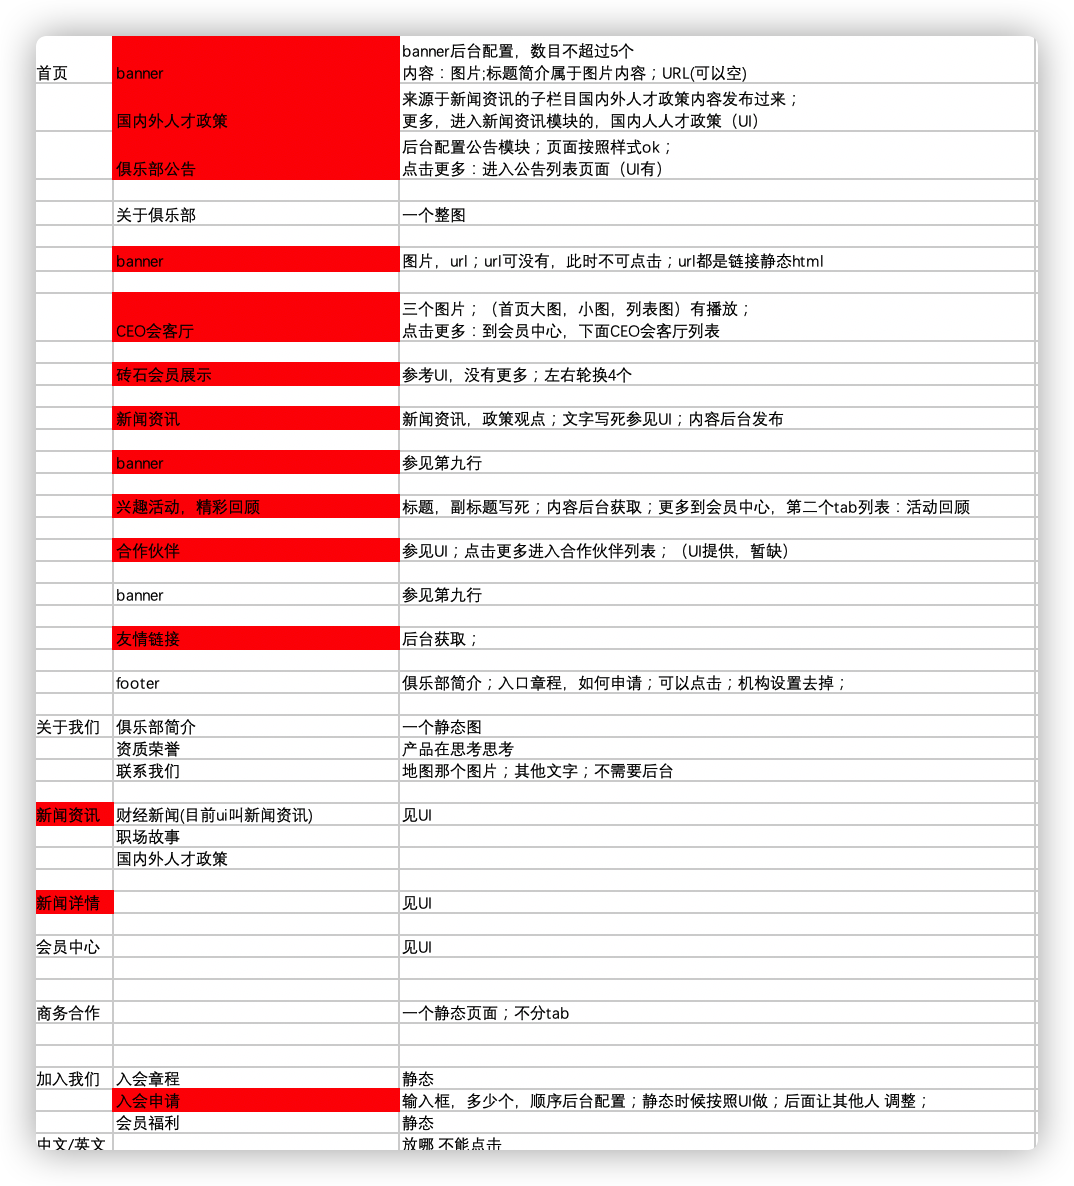 banner后台配置，数目不超过5个
首页 banner 内容：图片;标题简介属于图片内容；URL(可以空)
来源于新闻资讯的子栏目国内外人才政策内容发布过来；
国内外人才政策 更多，进入新闻资讯模块的，国内人人才政策（UI）
后台配置公告模块；页面按照样式ok；
俱乐部公告 点击更多：进入公告列表页面（UI有）
关于俱乐部 一个整图
banner 图片，url；url可没有，此时不可点击；url都是链接静态html
三个图片；（首页大图，小图，列表图）有播放；
CEO会客厅 点击更多：到会员中心，下面CEO会客厅列表
砖石会员展示 参考UI，没有更多；左右轮换4个
新闻资讯 新闻资讯，政策观点；文字写死参见UI；内容后台发布
banner 参见第九行
兴趣活动，精彩回顾 标题，副标题写死；内容后台获取；更多到会员中心，第二个tab列表：活动回顾
合作伙伴 参见UI；点击更多进入合作伙伴列表；（UI提供，暂缺）
banner 参见第九行
友情链接 后台获取；
footer 俱乐部简介；入口章程，如何申请；可以点击；机构设置去掉；
关于我们 俱乐部简介 一个静态图
资质荣誉 产品在思考思考
联系我们 地图那个图片；其他文字；不需要后台
新闻资讯 财经新闻(目前ui叫新闻资讯) 见UI
职场故事
国内外人才政策
新闻详情 见UI
会员中心 见UI
商务合作 一个静态页面；不分tab
加入我们 入会章程 静态
入会申请 输入框，多少个，顺序后台配置；静态时候按照UI做；后面让其他人 调整；
会员福利 静态
中文/英文 放哪 不能点击